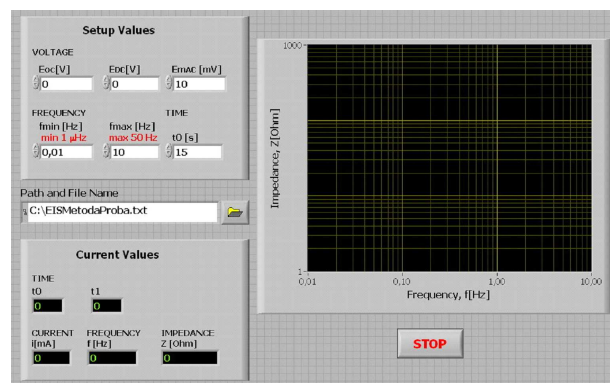 Setup Values
VOLTAGE
Eoc[V] EDC[V] EmAC [mV]
0 0 10
FREQUENCY TIME
fmin [Hz] fmax [Hz]
min 1 µHz max 50 Hz t0 [s]
0,01 10 15
Path and File Name
C:\EISMetodaProba.txt
Current Values
TIME
t0 t1
0 0
CURRENT FREQUENCY IMPEDANCE
i[mA] f [Hz] Z [Ohm]
0 0 0
1000
Impedance, Z[Ohm]
1
0,01 0,10 1,00 10,00
Frequency, f[Hz]
STOP